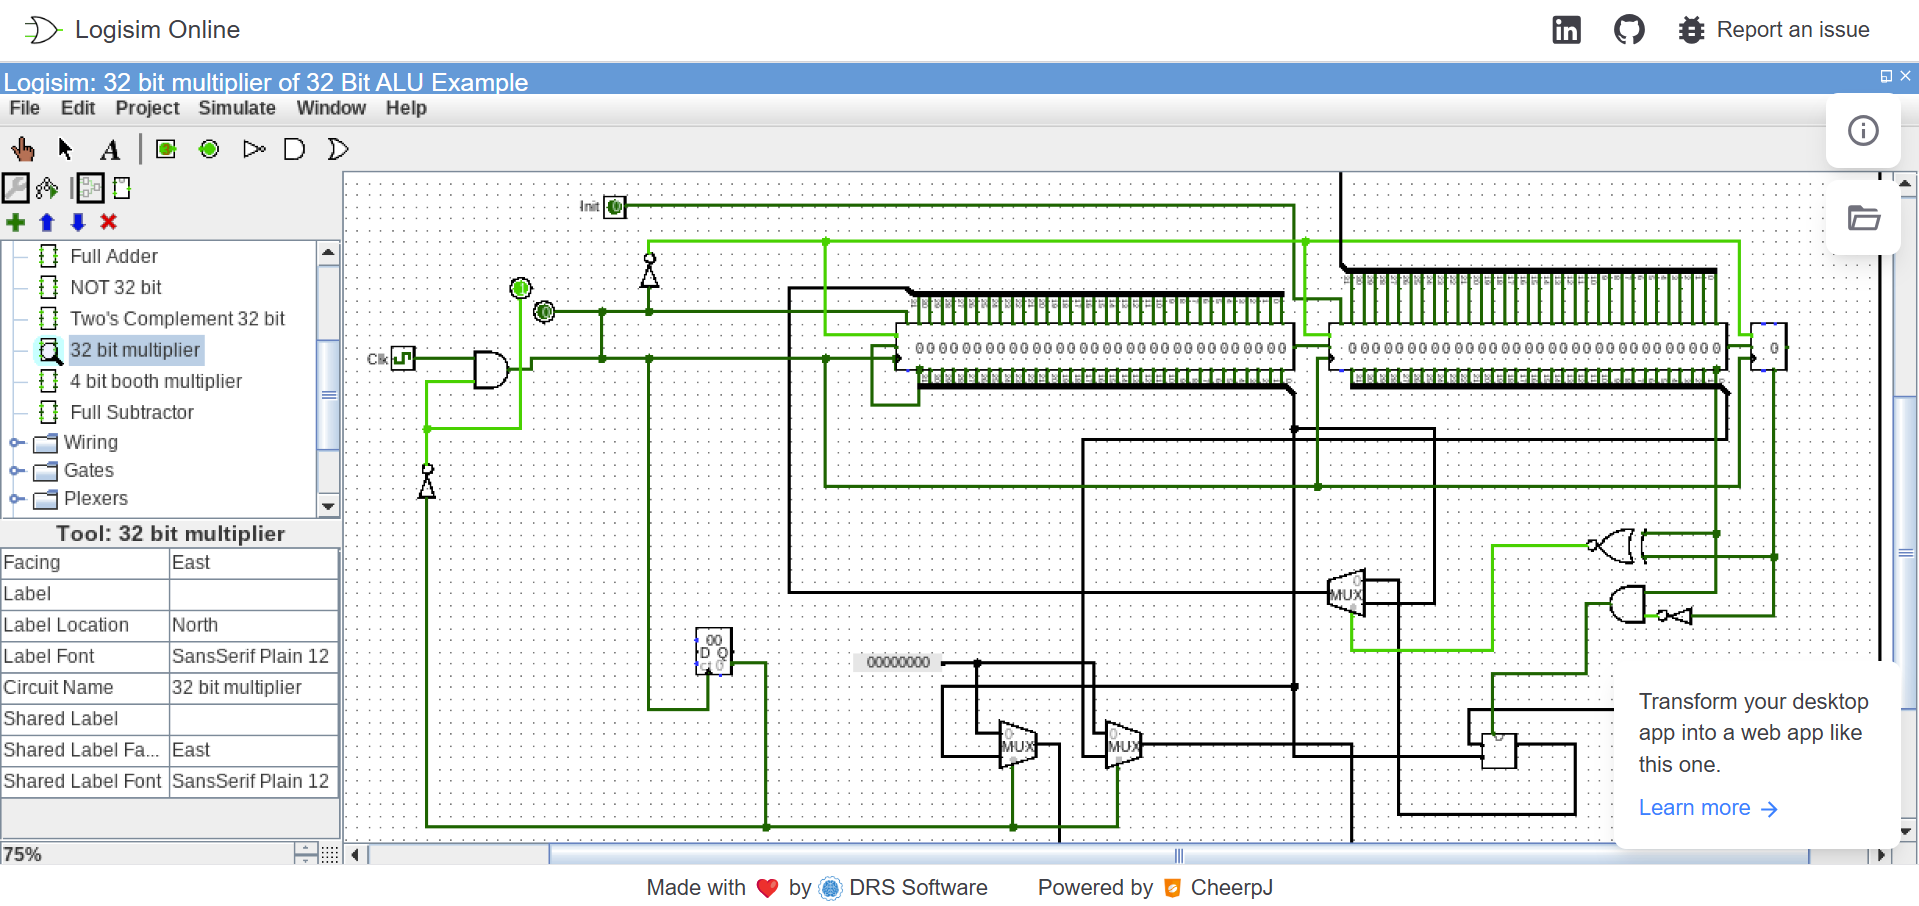 Logisim Online
Report an issue
Logisim: 32 bit multiplier of 32 Bit ALU Example
File Edit Project Simulate Window Help
A
Full Adder
NOT 32 bit
Two's Complement 32 bit
32 bit multiplier
4 bit booth multiplier
Full Subtractor
Wiring
Gates
Plexers
Tool: 32 bit multiplier
Facing East
Label
Label Location North
Label Font SansSerif Plain 12
Circuit Name 32 bit multiplier
Shared Label
Shared Label Fa... East
Shared Label Font SansSerif Plain 12
75%
Init
Clk
00000000000000000000000000000000
00000000000000000000000000000000
0
MUX
00
D Q
00000000
MUX
MUX
Transform your desktop
app into a web app like
this one.
Learn more →
Made with ❤ by DRS Software
Powered by CheerpJ